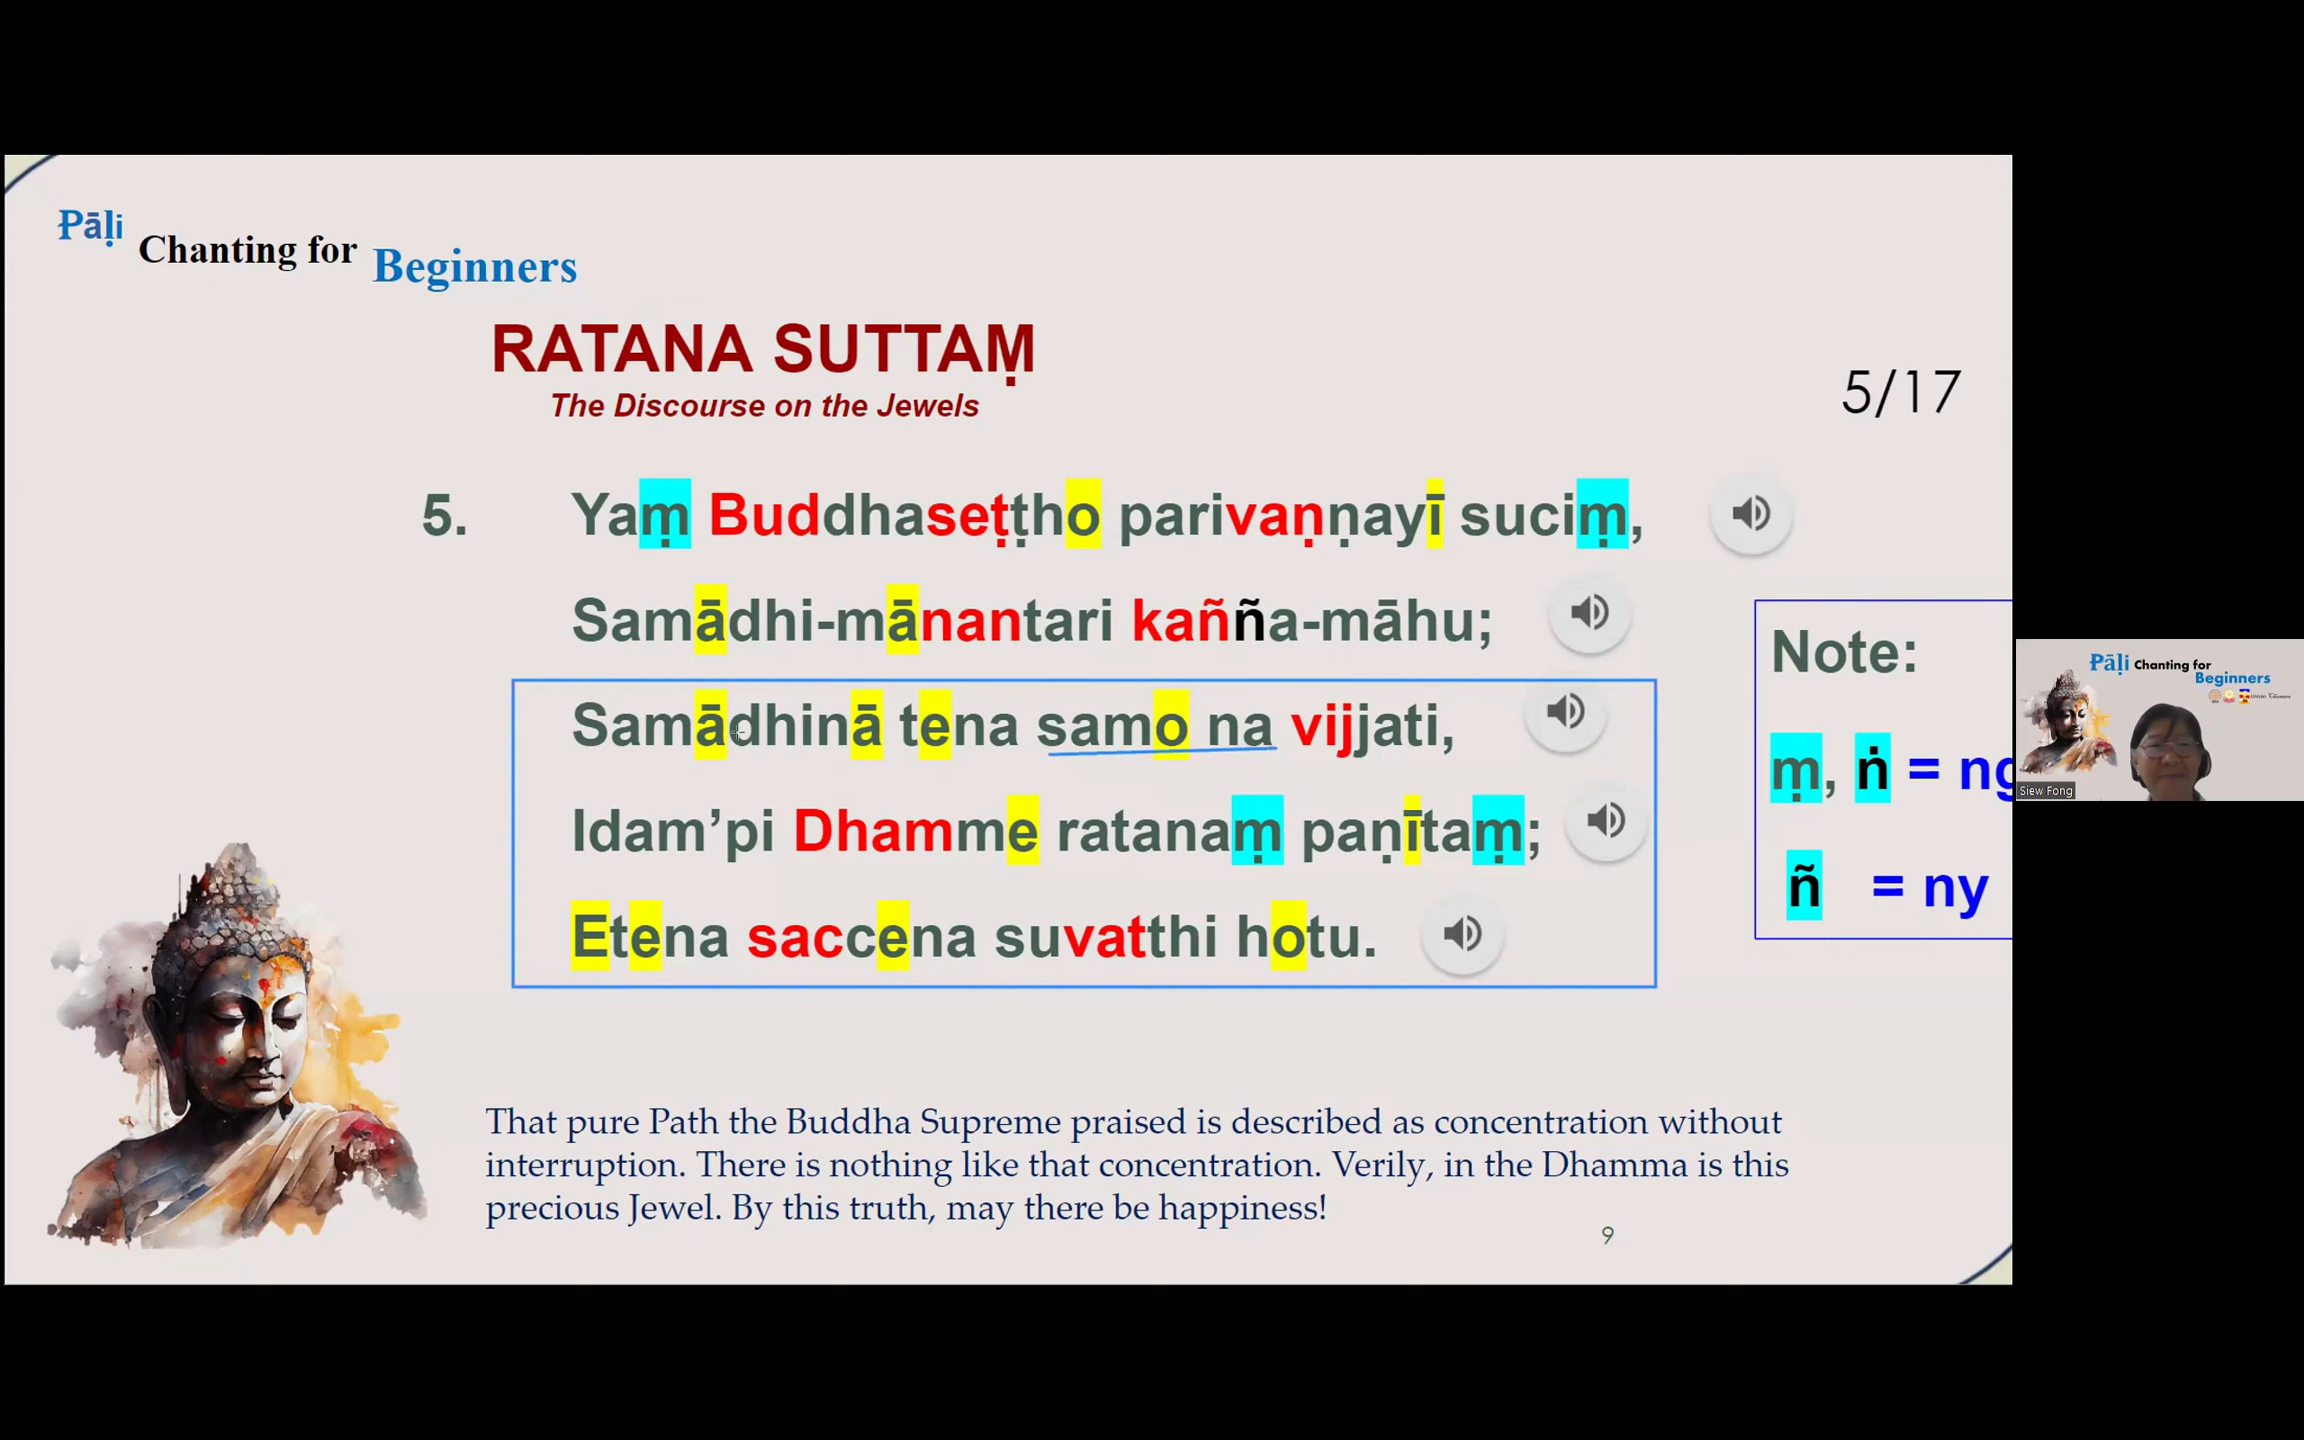 Pāḷi Chanting for Beginners
RATANA SUTTAṂ
The Discourse on the Jewels
5/17
5. Yaṃ Buddhaseṭṭho parivaṇṇayī suciṃ,
Samādhi-mānantari kañña-māhu;
Samādhinā tena samo na vijjati,
Idam’pi Dhamme ratanaṃ paṇītaṃ;
Etena saccena suvatthi hotu.
Note:
ṃ, ṅ = ng
ñ = ny
Pāḷi Chanting for
Beginners
Siew Fong
That pure Path the Buddha Supreme praised is described as concentration without
interruption. There is nothing like that concentration. Verily, in the Dhamma is this
precious Jewel. By this truth, may there be happiness!
9